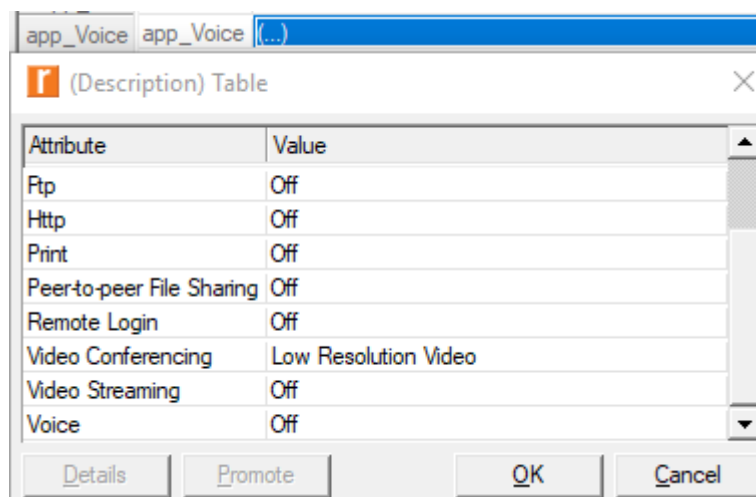 app_Voice app_Voice (...)
(Description) Table
Attribute Value
Ftp Off
Http Off
Print Off
Peer-to-peer File Sharing Off
Remote Login Off
Video Conferencing Low Resolution Video
Video Streaming Off
Voice Off
Details Promote OK Cancel